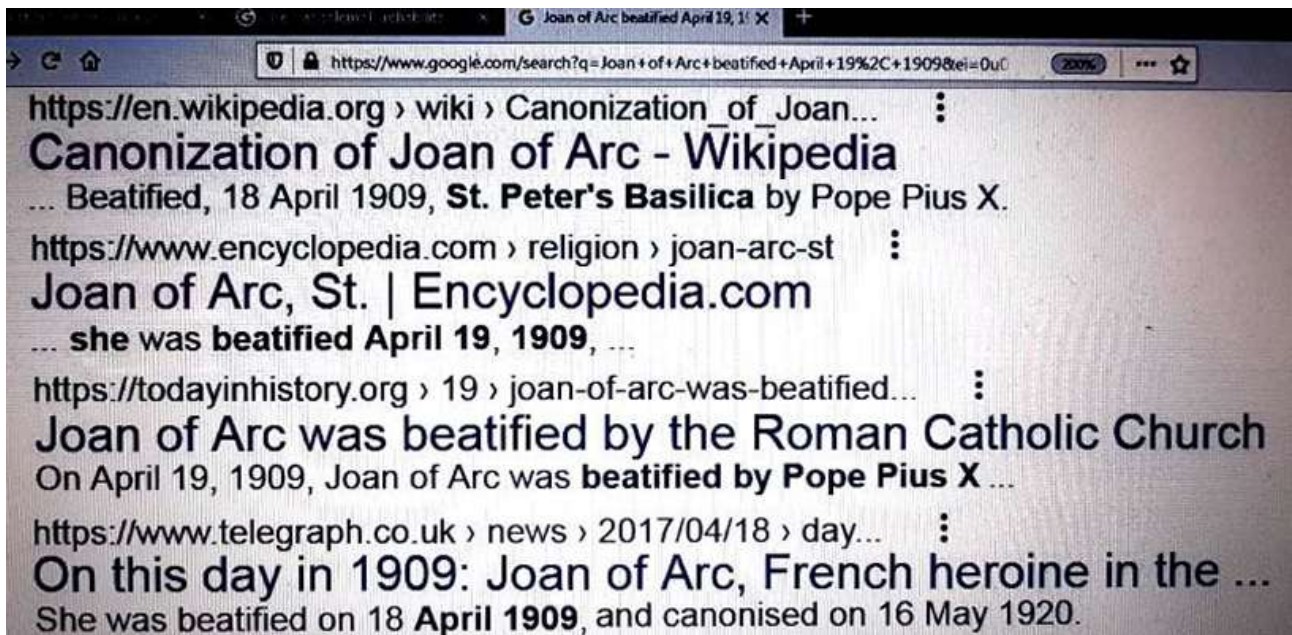 Joan of Arc beatified April 19, 1
https://www.google.com/search?q=Joan+of+Arc+beatified+April+19%2C+1909&ei=0u0
200%
https://en.wikipedia.org › wiki › Canonization_of_Joan...
Canonization of Joan of Arc - Wikipedia
... Beatified, 18 April 1909, St. Peter's Basilica by Pope Pius X.
https://www.encyclopedia.com › religion › joan-arc-st
Joan of Arc, St. | Encyclopedia.com
... she was beatified April 19, 1909, ...
https://todayinhistory.org › 19 › joan-of-arc-was-beatified...
Joan of Arc was beatified by the Roman Catholic Church
On April 19, 1909, Joan of Arc was beatified by Pope Pius X ...
https://www.telegraph.co.uk › news › 2017/04/18 › day...
On this day in 1909: Joan of Arc, French heroine in the ...
She was beatified on 18 April 1909, and canonised on 16 May 1920.